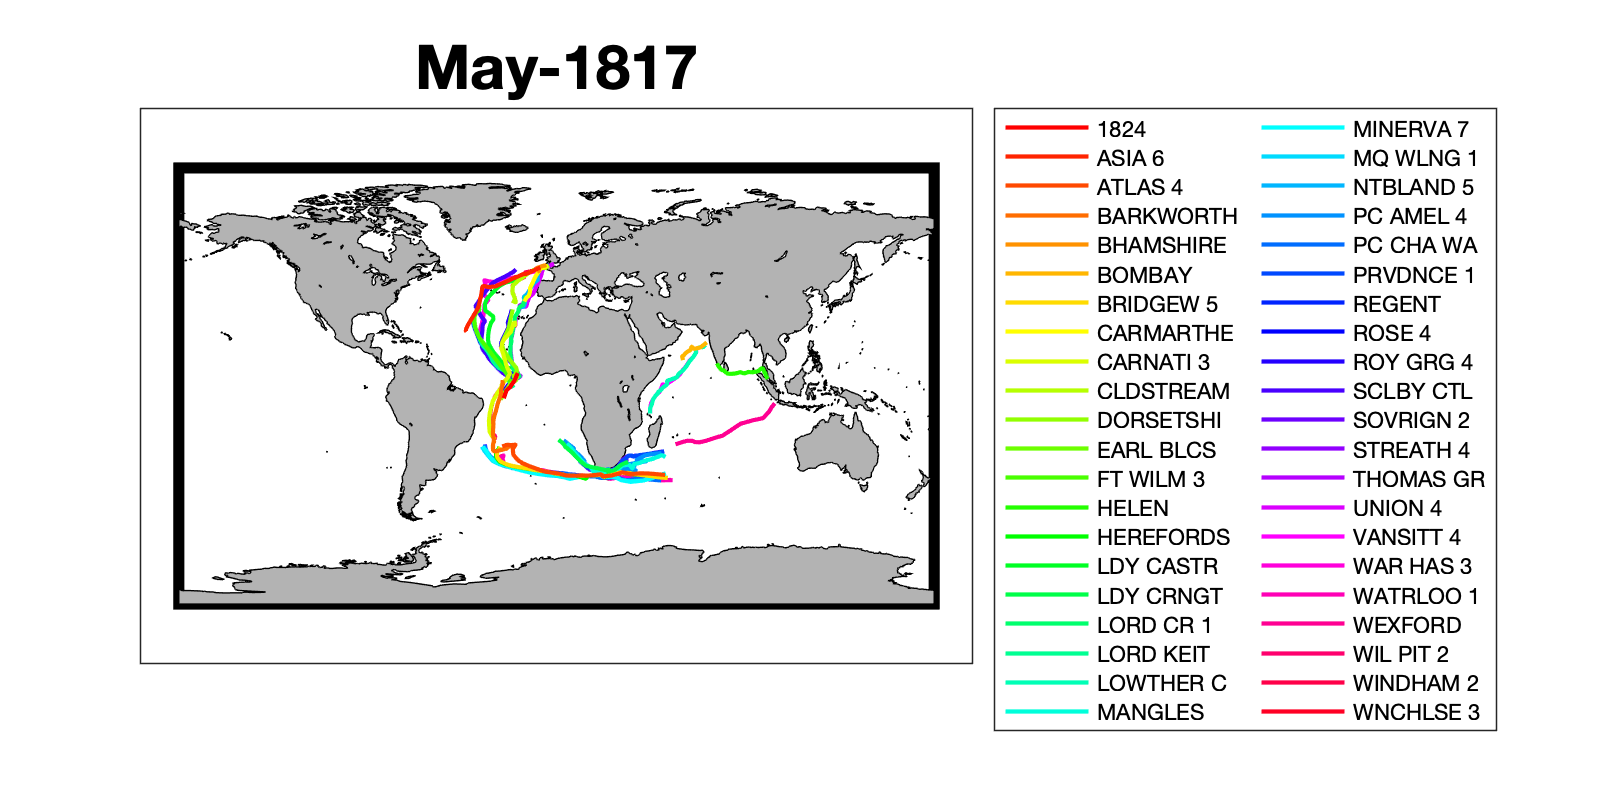 May-1817
1824
ASIA 6
ATLAS 4
BARKWORTH
BHAMSHIRE
BOMBAY
BRIDGEW 5
CARMARTHE
CARNATI 3
CLDSTREAM
DORSETSHI
EARL BLCS
FT WILM 3
HELEN
HEREFORDS
LDY CASTR
LDY CRNGT
LORD CR 1
LORD KEIT
LOWTHER C
MANGLES
MINERVA 7
MQ WLNG 1
NTBLAND 5
PC AMEL 4
PC CHA WA
PRVDNCE 1
REGENT
ROSE 4
ROY GRG 4
SCLBY CTL
SOVRIGN 2
STREATH 4
THOMAS GR
UNION 4
VANSITT 4
WAR HAS 3
WATRLOO 1
WEXFORD
WIL PIT 2
WINDHAM 2
WNCHLSE 3